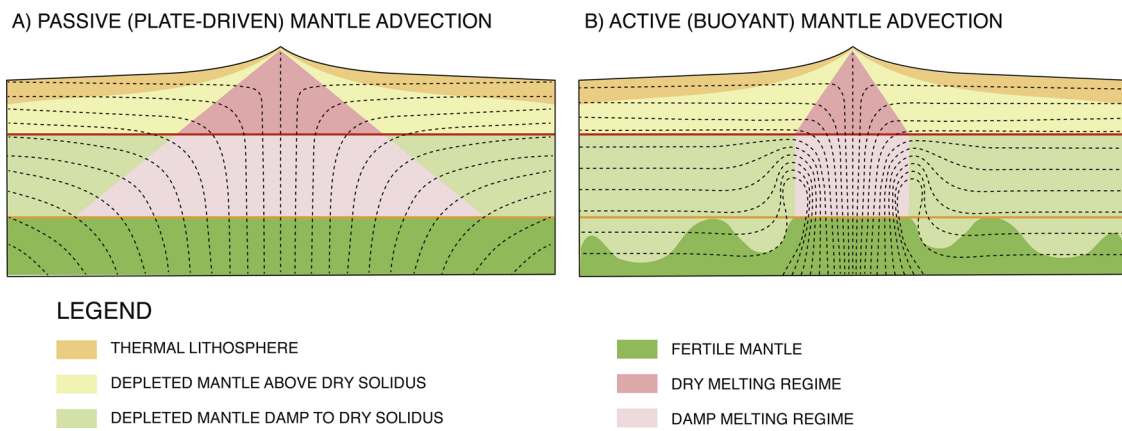 A) PASSIVE (PLATE-DRIVEN) MANTLE ADVECTION
B) ACTIVE (BUOYANT) MANTLE ADVECTION
LEGEND
THERMAL LITHOSPHERE
DEPLETED MANTLE ABOVE DRY SOLIDUS
DEPLETED MANTLE DAMP TO DRY SOLIDUS
FERTILE MANTLE
DRY MELTING REGIME
DAMP MELTING REGIME